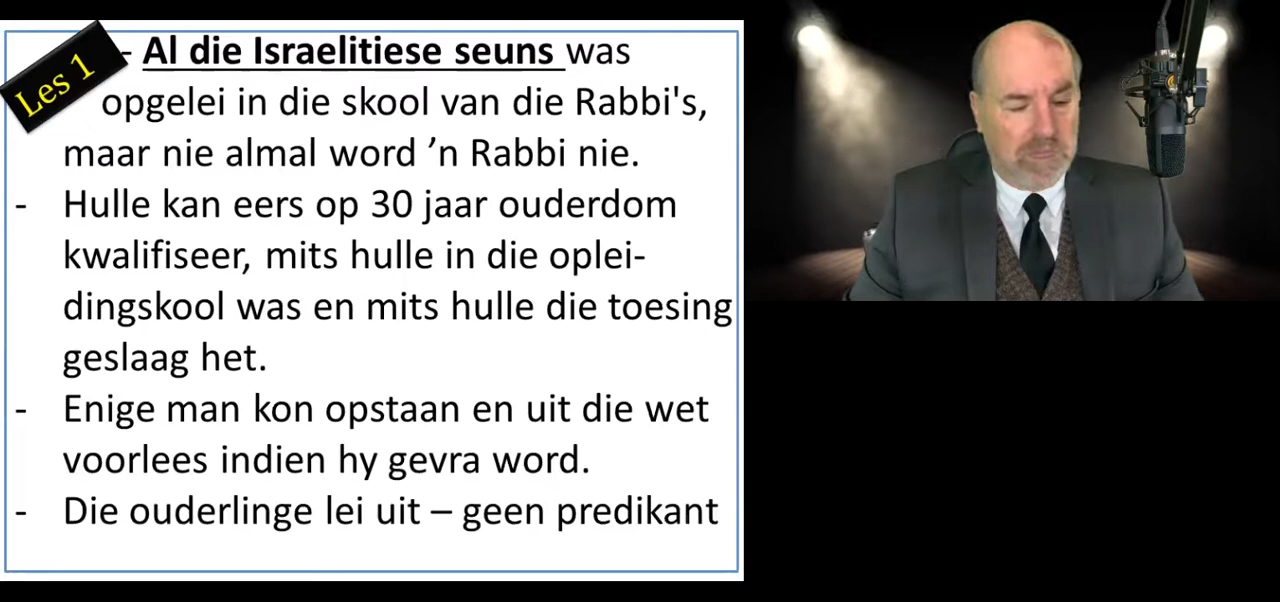 Les 1
- Al die Israelitiese seuns was
opgelei in die skool van die Rabbi's,
maar nie almal word ’n Rabbi nie.
- Hulle kan eers op 30 jaar ouderdom
kwalifiseer, mits hulle in die oplei-
dingskool was en mits hulle die toesing
geslaag het.
- Enige man kon opstaan en uit die wet
voorlees indien hy gevra word.
- Die ouderlinge lei uit – geen predikant